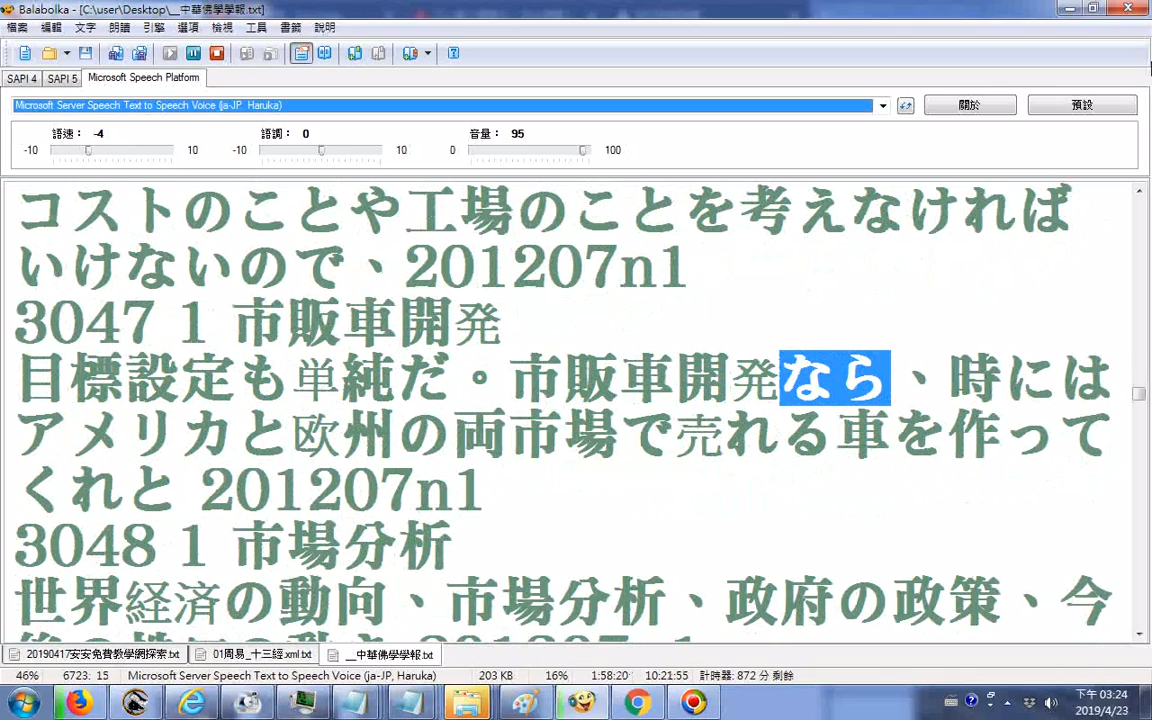 Balabolka - [C:\user\Desktop\__中華佛學學報.txt]
檔案 編輯 文字 朗讀 引擎 選項 檢視 工具 書籤 說明
SAPI 4 SAPI 5 Microsoft Speech Platform
Microsoft Server Speech Text to Speech Voice (ja-JP, Haruka) 關於 預設
語速： -4 語調： 0 音量： 95
-10 10 -10 10 0 100
コストのことや工場のことを考えなければ
いけないので、201207n1
3047 1 市販車開発
目標設定も単純だ。市販車開発なら、時には
アメリカと欧州の両市場で売れる車を作って
くれと 201207n1
3048 1 市場分析
世界経済の動向、市場分析、政府の政策、今
20190417安安免費教學網探索.txt 01周易_十三經.xml.txt __中華佛學學報.txt
46% 6723: 15 Microsoft Server Speech Text to Speech Voice (ja-JP, Haruka) 203 KB 16% 1:58:20 10:21:55 計時器: 872 分 剩餘
下午 03:24
2019/4/23